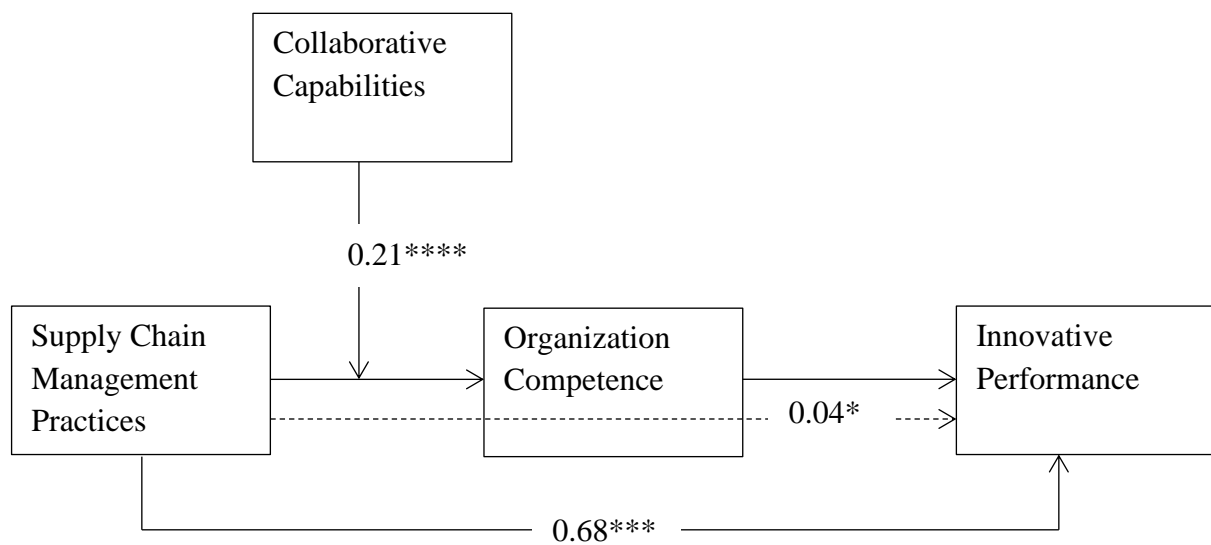 Collaborative
Capabilities
0.21****
Supply Chain
Management
Practices
Organization
Competence
Innovative
Performance
0.04*
0.68***